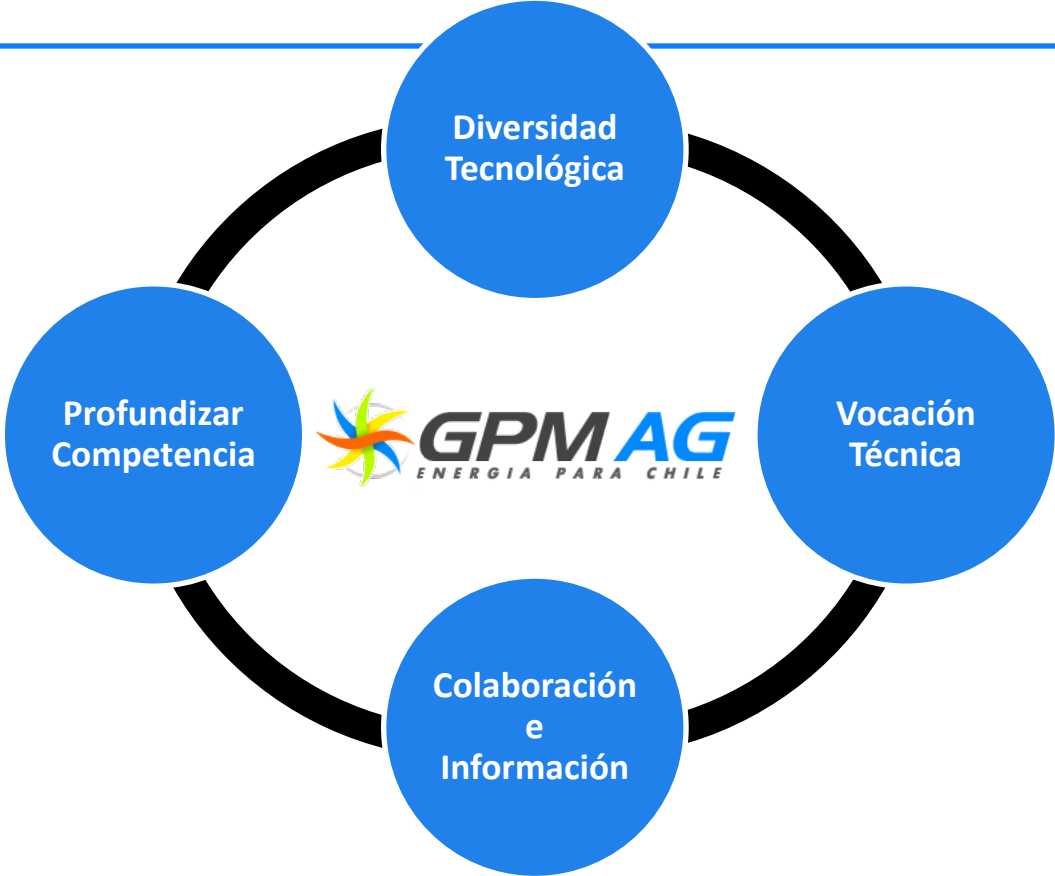 Diversidad
Tecnológica
Profundizar
Competencia
GPM AG
ENERGIA PARA CHILE
Vocación
Técnica
Colaboración
e
Información